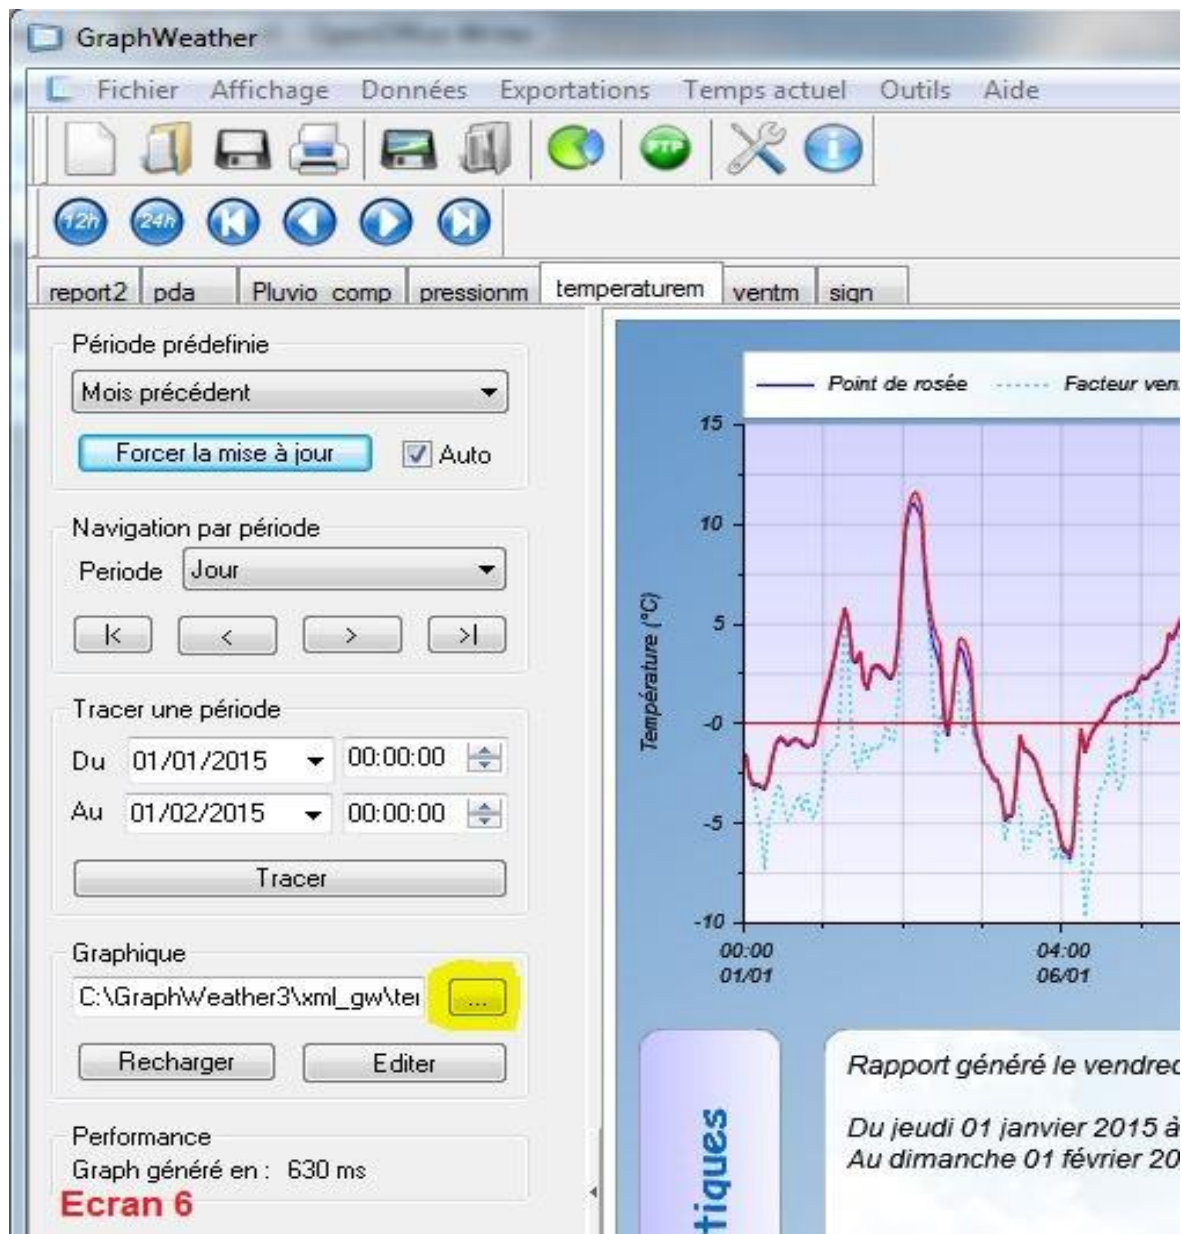 GraphWeather
Fichier Affichage Données Exportations Temps actuel Outils Aide
FTP
12h 24h
report2 pda Pluvio_comp pressionm temperaturem ventm sign
Période prédefinie
Mois précédent
Forcer la mise à jour Auto
Navigation par période
Periode Jour
|< < > >|
Tracer une période
Du 01/01/2015 00:00:00
Au 01/02/2015 00:00:00
Tracer
Graphique
C:\GraphWeather3\xml_gw\ter ...
Recharger Editer
Performance
Graph généré en : 630 ms
Ecran 6
Point de rosée Facteur ven
Température (°C)
15
10
5
-0
-5
-10
00:00 04:00
01/01 06/01
tiques
Rapport généré le vendred
Du jeudi 01 janvier 2015 à
Au dimanche 01 février 20